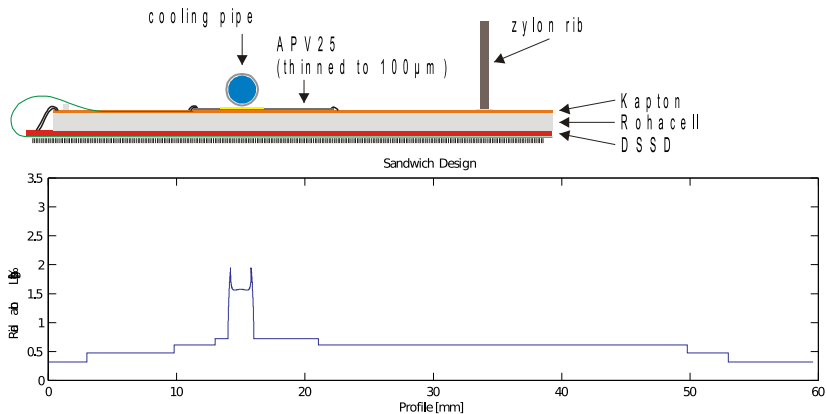 cooling pipe
APV25
(thinned to 100µm)
zylon rib
Kapton
Rohacell
DSSD
Sandwich Design
3.5
3
2.5
2
1.5
1
0.5
0
0
10
20
30
40
50
60
Profile [mm]